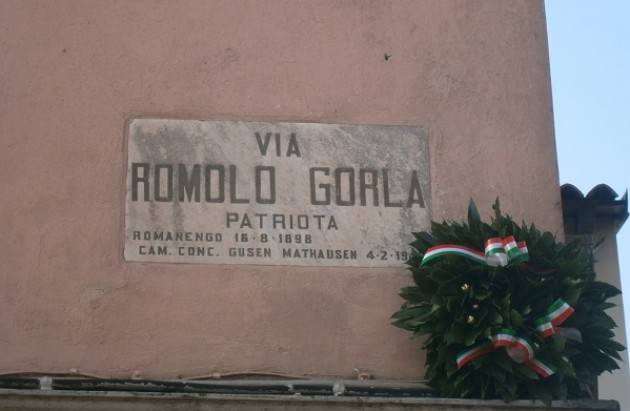 VIA
ROMOLO GORLA
PATRIOTA
ROMANENGO 16-8-1898
CAM. CONC. GUSEN MATHAUSEN 4-2-19